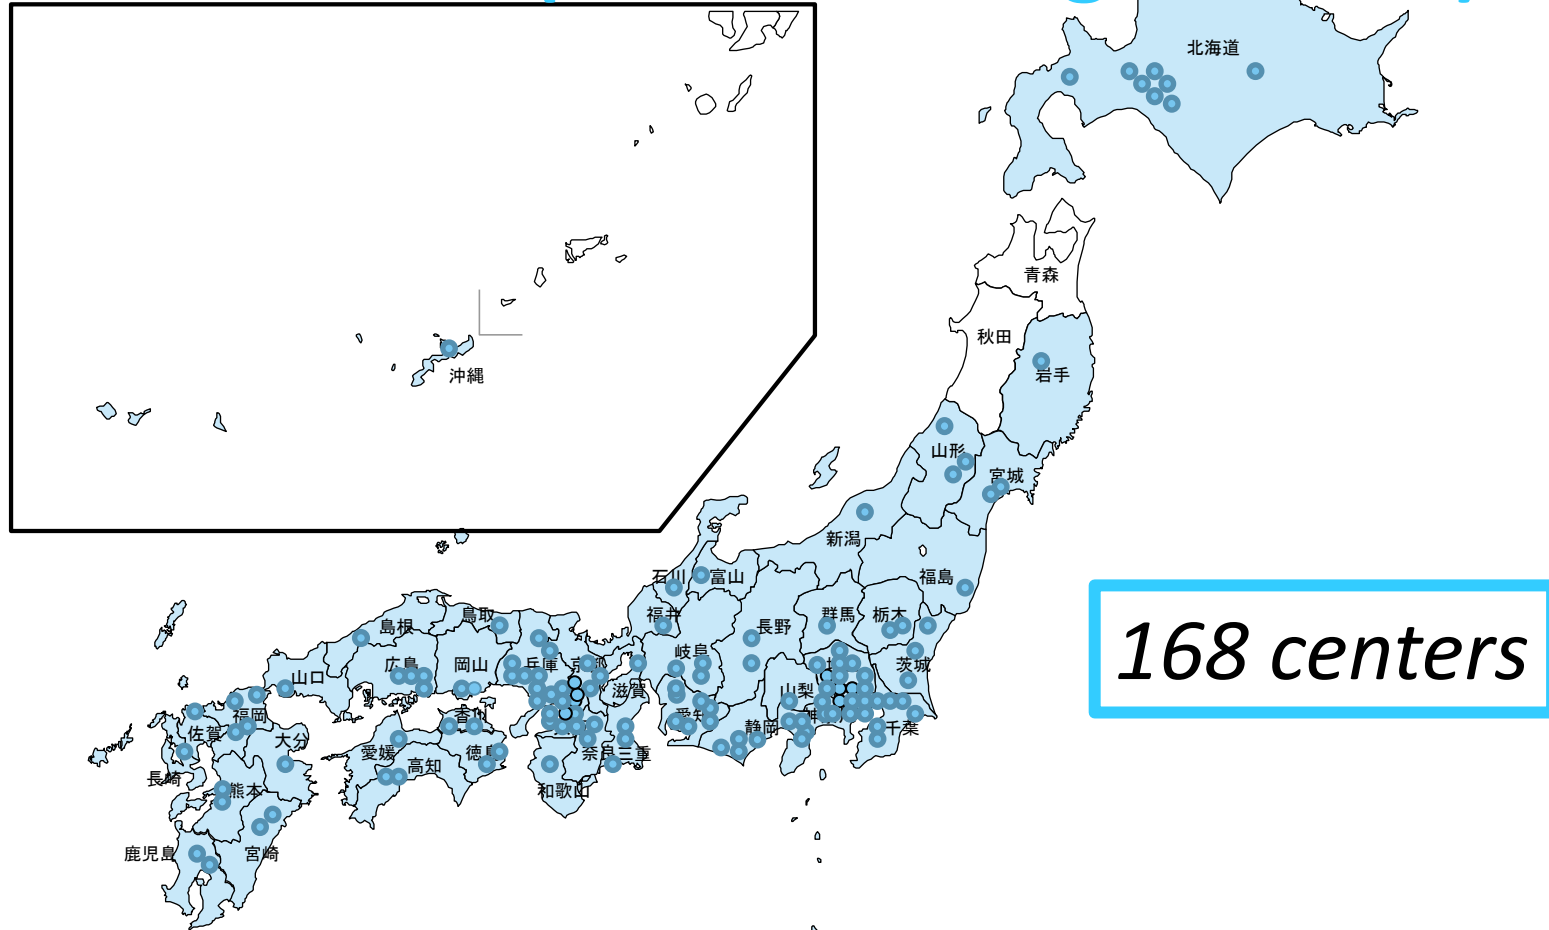 北海道
青森
秋田
岩手
沖縄
山形
宮城
新潟
石川
富山
福島
福井
群馬
栃木
鳥取
島根
長野
岐阜
茨城
広島
岡山
兵庫
京都
滋賀
山梨
山口
福岡
香川
愛知
静岡
千葉
佐賀
大分
愛媛
高知
徳島
奈良
三重
長崎
熊本
和歌山
鹿児島
宮崎
168 centers